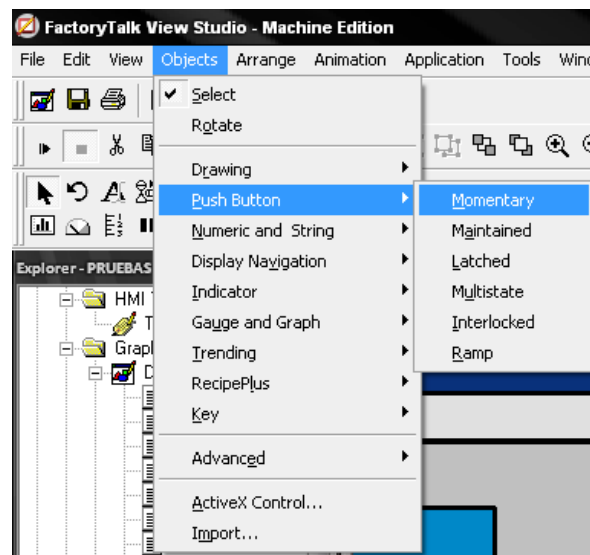 FactoryTalk View Studio - Machine Edition
File Edit View Objects Arrange Animation Application Tools
Select
Rotate
Drawing
Push Button
Numeric and String
Display Navigation
Indicator
Gauge and Graph
Trending
RecipePlus
Key
Advanced
ActiveX Control...
Import...
Momentary
Maintained
Latched
Multistate
Interlocked
Ramp
Explorer - PRUEBAS
HMI